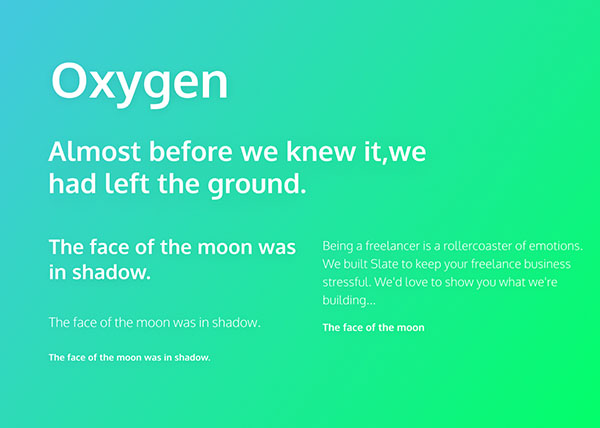 Oxygen
Almost before we knew it,we
had left the ground.
The face of the moon was
in shadow.
The face of the moon was in shadow.
The face of the moon was in shadow.
Being a freelancer is a rollercoaster of emotions.
We built Slate to keep your freelance business
stressful. We'd love to show you what we're
building...
The face of the moon